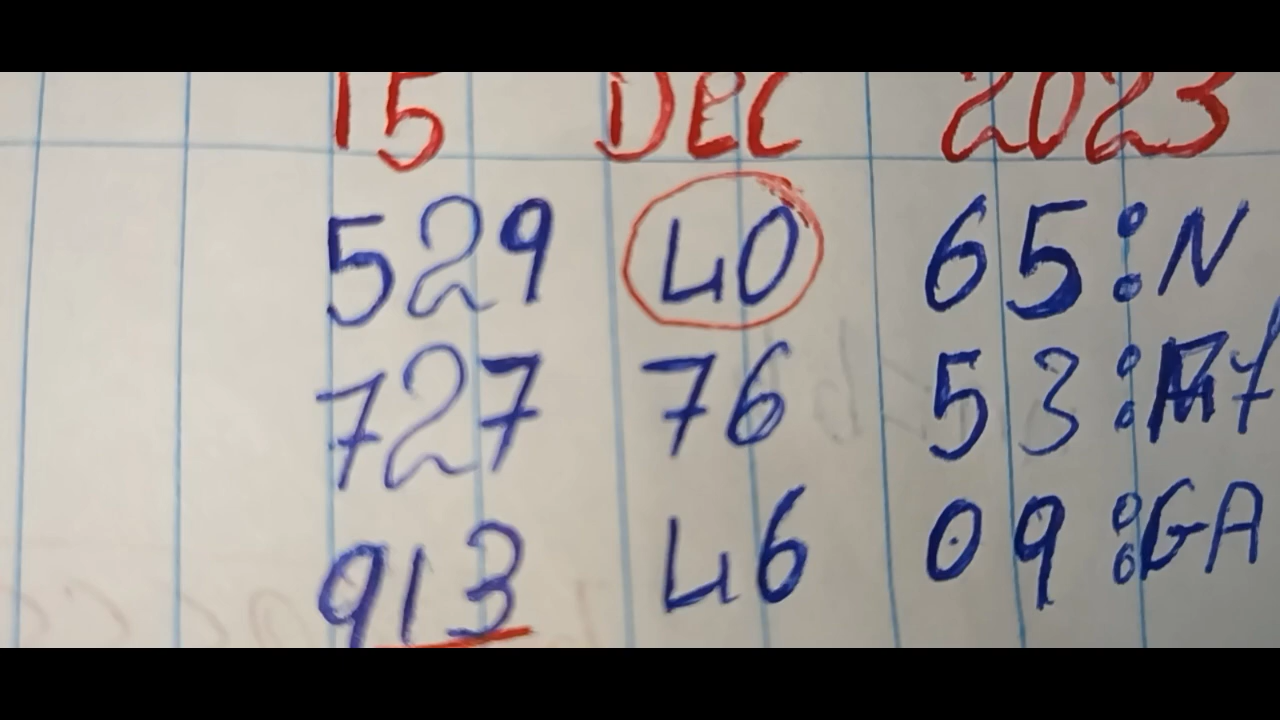 15 DEC 2023
529 40 65 : N
727 76 53 :
913 46 09 : GA